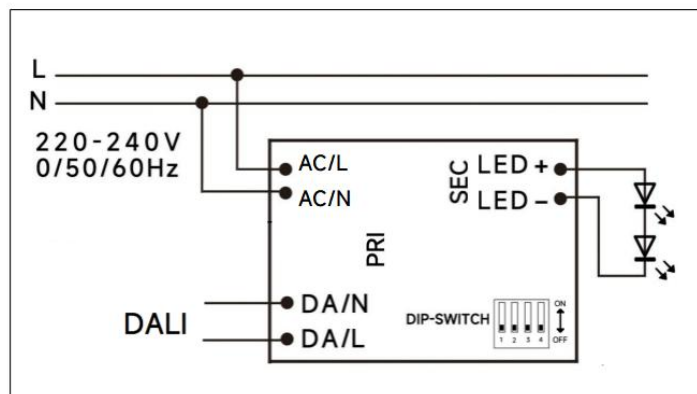 L
N
220-240V
0/50/60Hz
AC/L
AC/N
PRI
SEC
LED +
LED -
DALI
DA/N
DA/L
DIP-SWITCH
ON
OFF
1 2 3 4